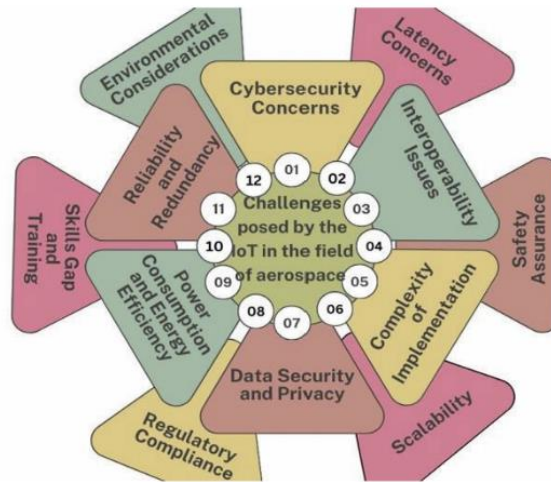 Challenges
posed by the
IoT in the field
of aerospace
01
Cybersecurity
Concerns
02
Latency
Concerns
03
Interoperability
Issues
04
Safety
Assurance
05
Complexity
of
Implementation
06
Scalability
07
Data Security
and Privacy
08
Regulatory
Compliance
09
Power
Consumption
and Energy
Efficiency
10
Skills Gap
and
Training
11
Reliability
and
Redundancy
12
Environmental
Considerations